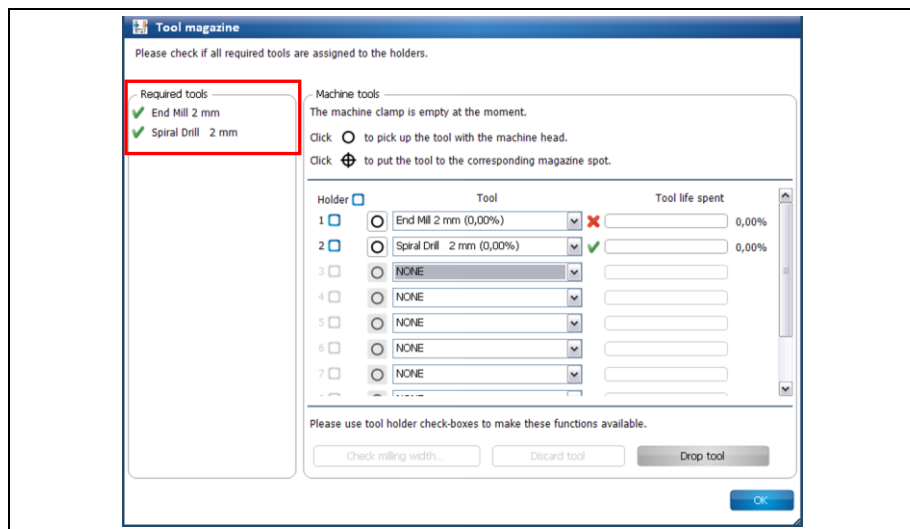 Tool magazine
Please check if all required tools are assigned to the holders.
Required tools
End Mill 2 mm
Spiral Drill 2 mm
Machine tools
The machine clamp is empty at the moment.
Click to pick up the tool with the machine head.
Click to put the tool to the corresponding magazine spot.
Holder Tool Tool life spent
1 End Mill 2 mm (0,00%) 0,00%
2 Spiral Drill 2 mm (0,00%) 0,00%
3 NONE
4 NONE
5 NONE
6 NONE
7 NONE
Please use tool holder check-boxes to make these functions available.
Check milling width... Discard tool Drop tool
OK